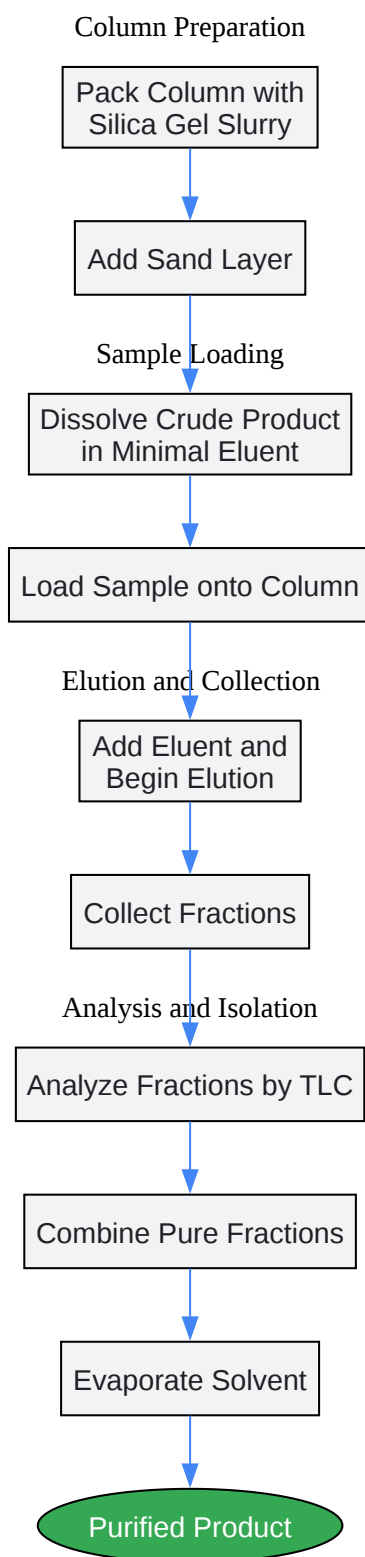 Column Preparation
Pack Column with
Silica Gel Slurry
Add Sand Layer
Sample Loading
Dissolve Crude Product
in Minimal Eluent
Load Sample onto Column
Elution and Collection
Add Eluent and
Begin Elution
Collect Fractions
Analysis and Isolation
Analyze Fractions by TLC
Combine Pure Fractions
Evaporate Solvent
Purified Product